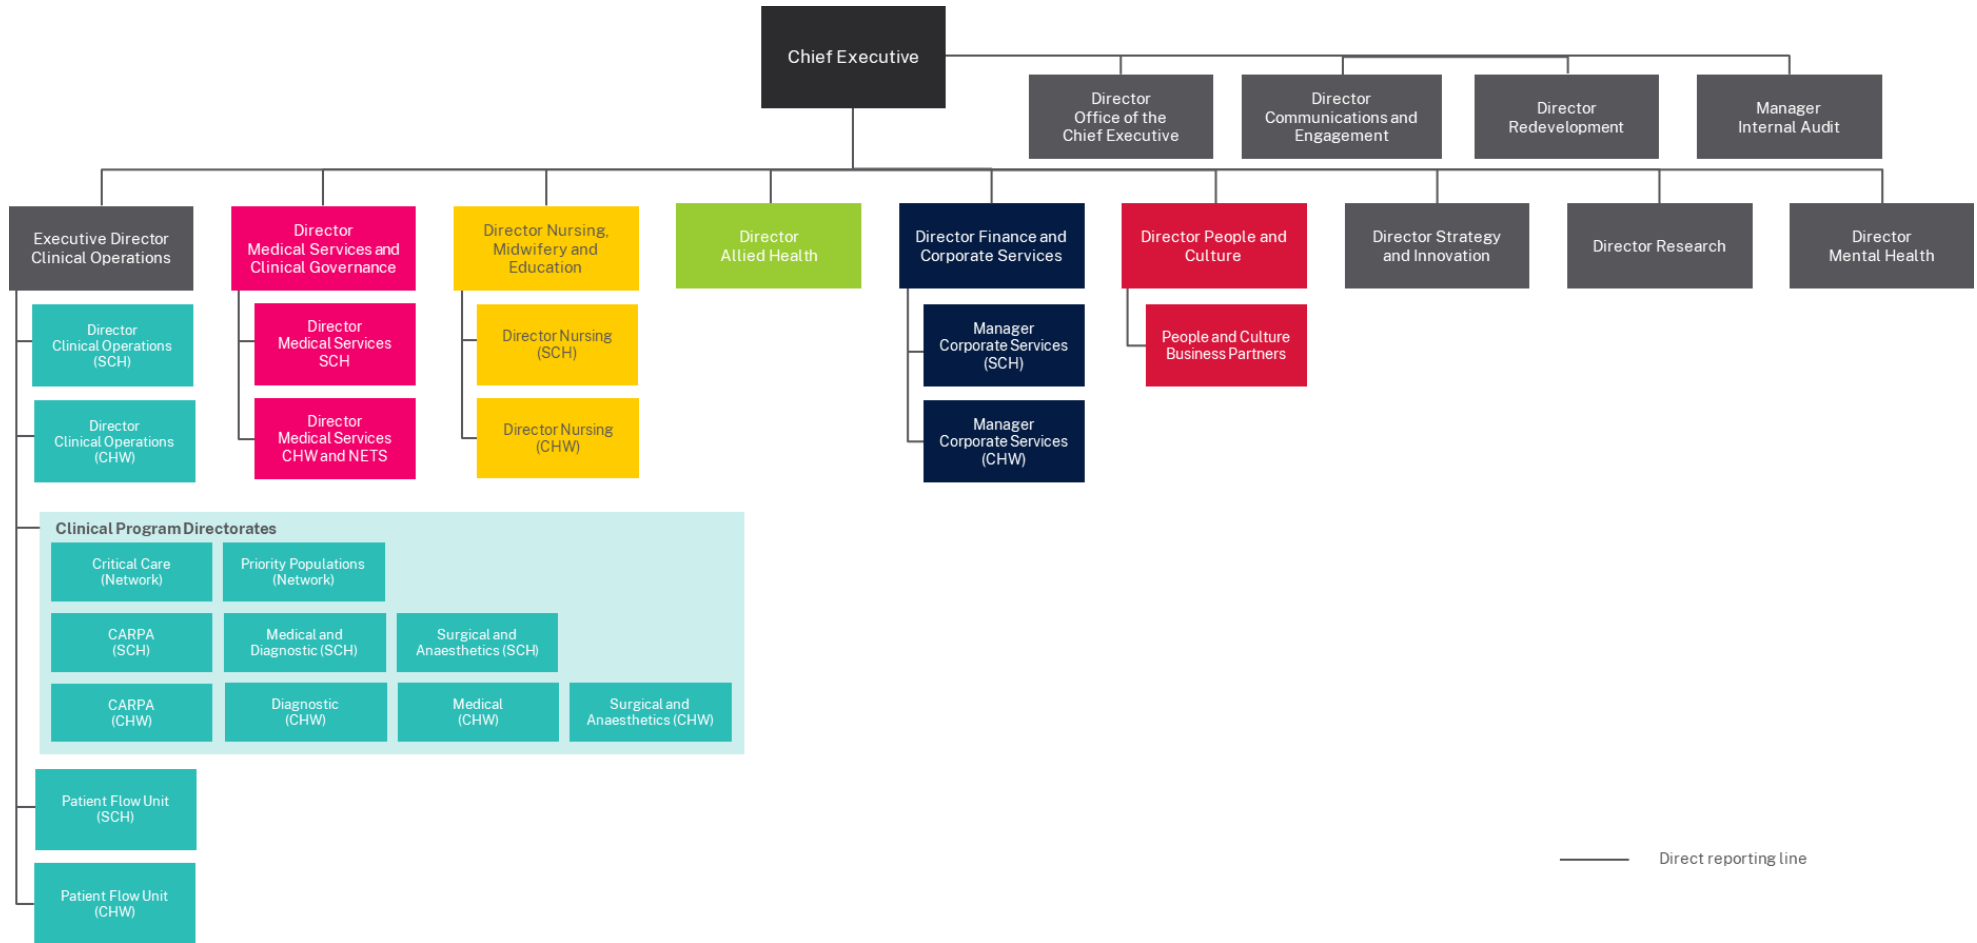 Chief Executive
Director
Office of the
Chief Executive
Director
Communications and
Engagement
Director
Redevelopment
Manager
Internal Audit
Executive Director
Clinical Operations
Director
Medical Services and
Clinical Governance
Director Nursing,
Midwifery and
Education
Director
Allied Health
Director Finance and
Corporate Services
Director People and
Culture
Director Strategy
and Innovation
Director Research
Director
Mental Health
Director
Clinical Operations
(SCH)
Director
Medical Services
SCH
Director Nursing
(SCH)
Manager
Corporate Services
(SCH)
People and Culture
Business Partners
Director
Clinical Operations
(CHW)
Director
Medical Services
CHW and NETS
Director Nursing
(CHW)
Manager
Corporate Services
(CHW)
Clinical Program Directorates
Critical Care
(Network)
Priority Populations
(Network)
CARPA
(SCH)
Medical and
Diagnostic (SCH)
Surgical and
Anaesthetics (SCH)
CARPA
(CHW)
Diagnostic
(CHW)
Medical
(CHW)
Surgical and
Anaesthetics (CHW)
Patient Flow Unit
(SCH)
Patient Flow Unit
(CHW)
Direct reporting line